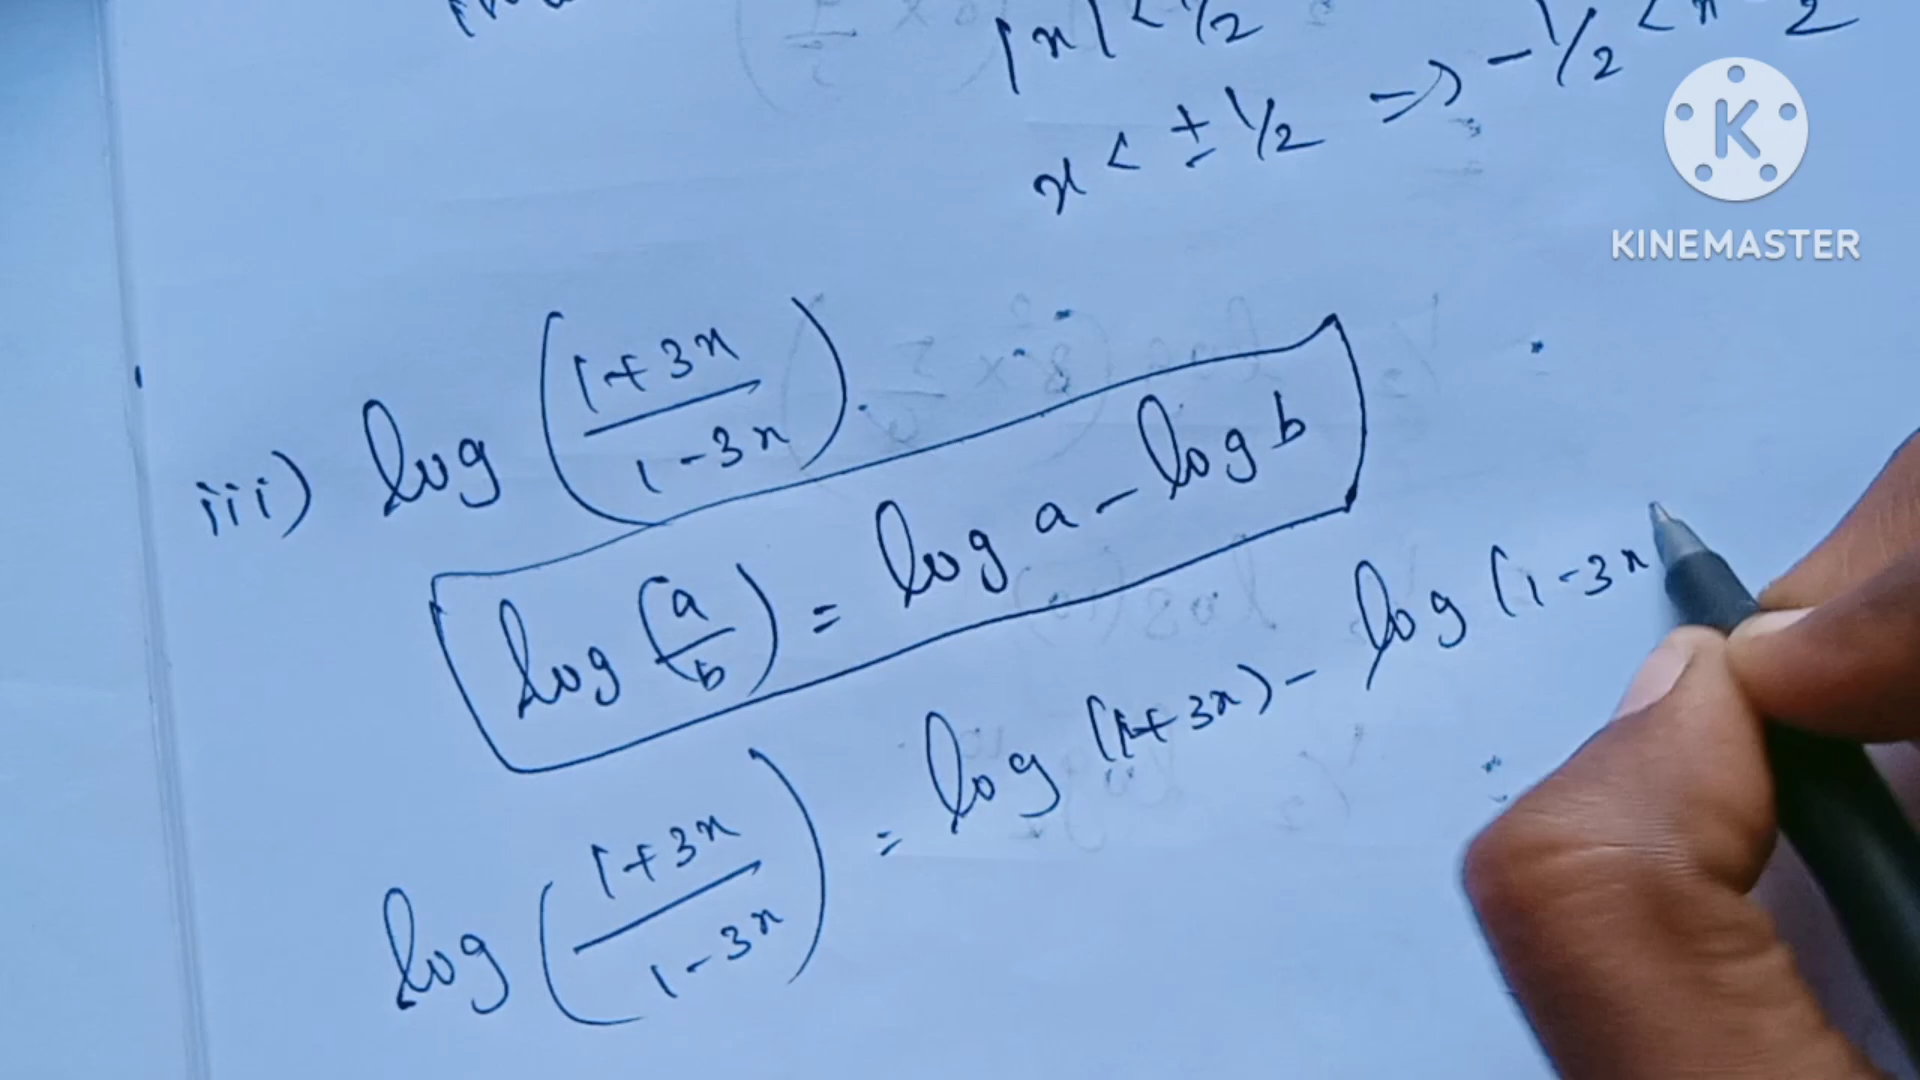 |x| < 1/2
x < ± 1/2 => -1/2 < x
KINEMASTER
iii) log (1+3x / 1-3x)
log (a/b) = log a - log b
log (1+3x / 1-3x) = log (1+3x) - log (1-3x